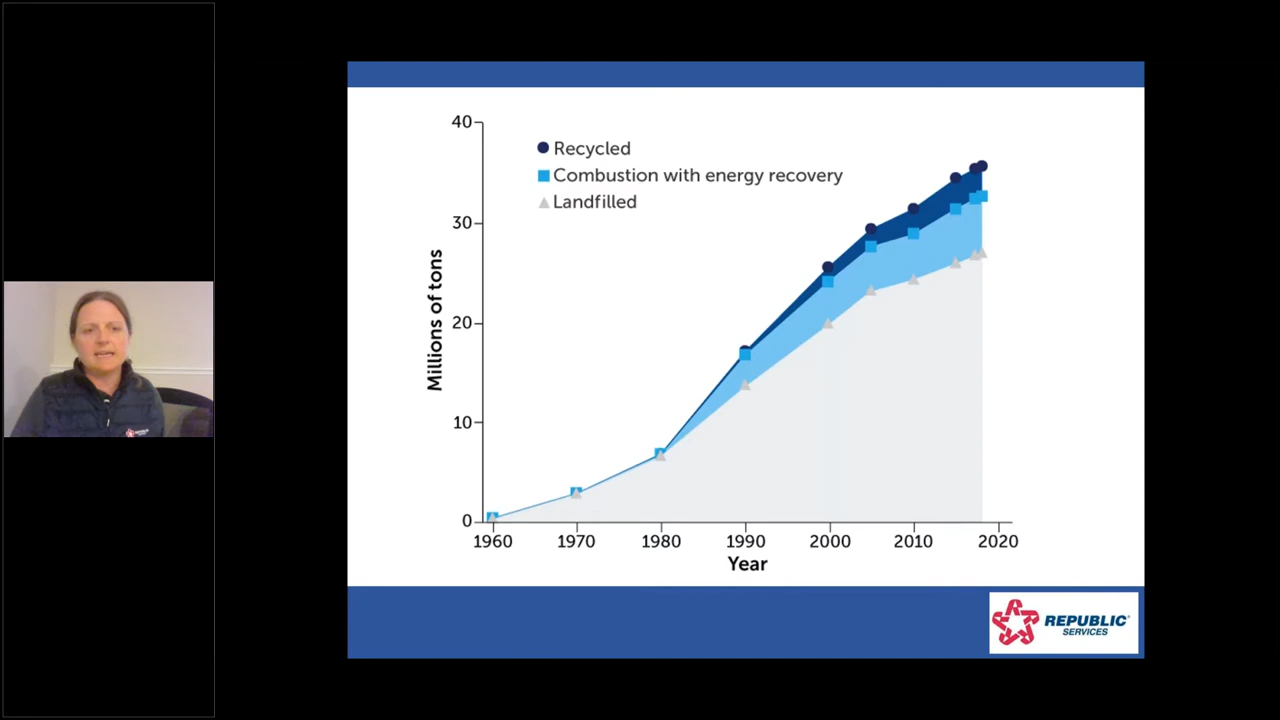 40
30
20
10
0
Millions of tons
Recycled
Combustion with energy recovery
Landfilled
1960 1970 1980 1990 2000 2010 2020
Year
REPUBLIC
SERVICES